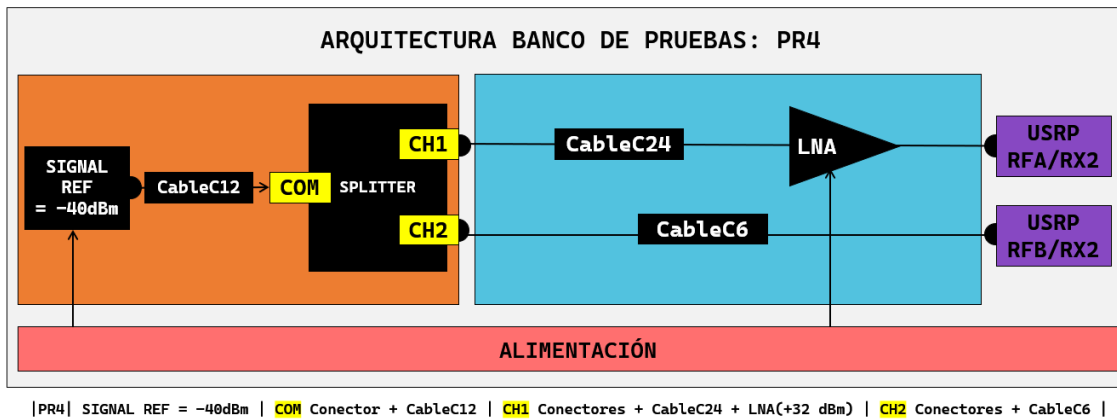 ARQUITECTURA BANCO DE PRUEBAS: PR4
SIGNAL
REF
= -40dBm
CableC12
COM
SPLITTER
CH1
CH2
CableC24
LNA
CableC6
USRP
RFA/RX2
USRP
RFB/RX2
ALIMENTACIÓN
|PR4| SIGNAL REF = -40dBm | COM Conector + CableC12 | CH1 Conectores + CableC24 + LNA(+32 dBm) | CH2 Conectores + CableC6 |